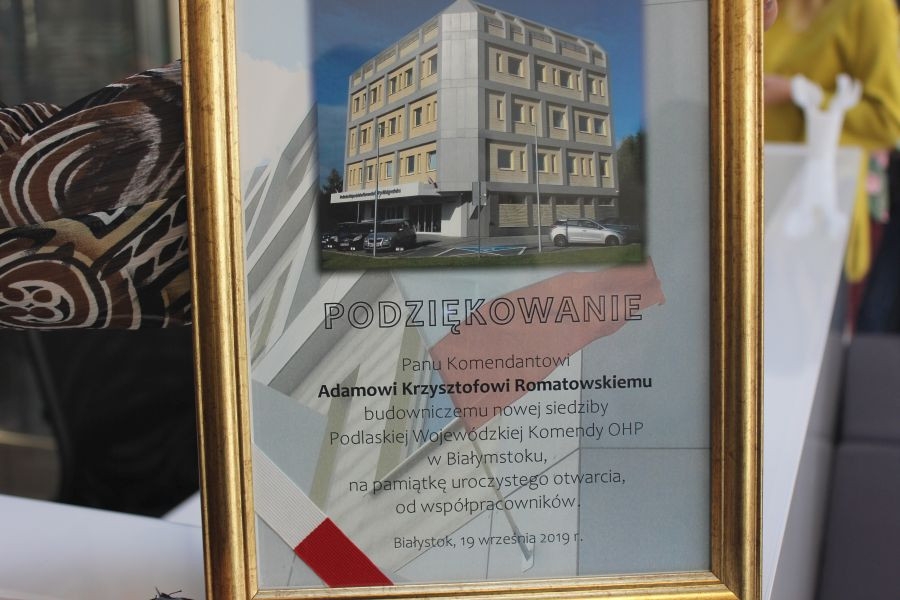 PODZIĘKOWANIE
Panu Komendantowi
Adamowi Krzysztofowi Romatowskiemu
budowniczemu nowej siedziby
Podlaskiej Wojewódzkiej Komendy OHP
w Białymstoku,
na pamiątkę uroczystego otwarcia,
od współpracowników.
Białystok, 19 września 2019 r.